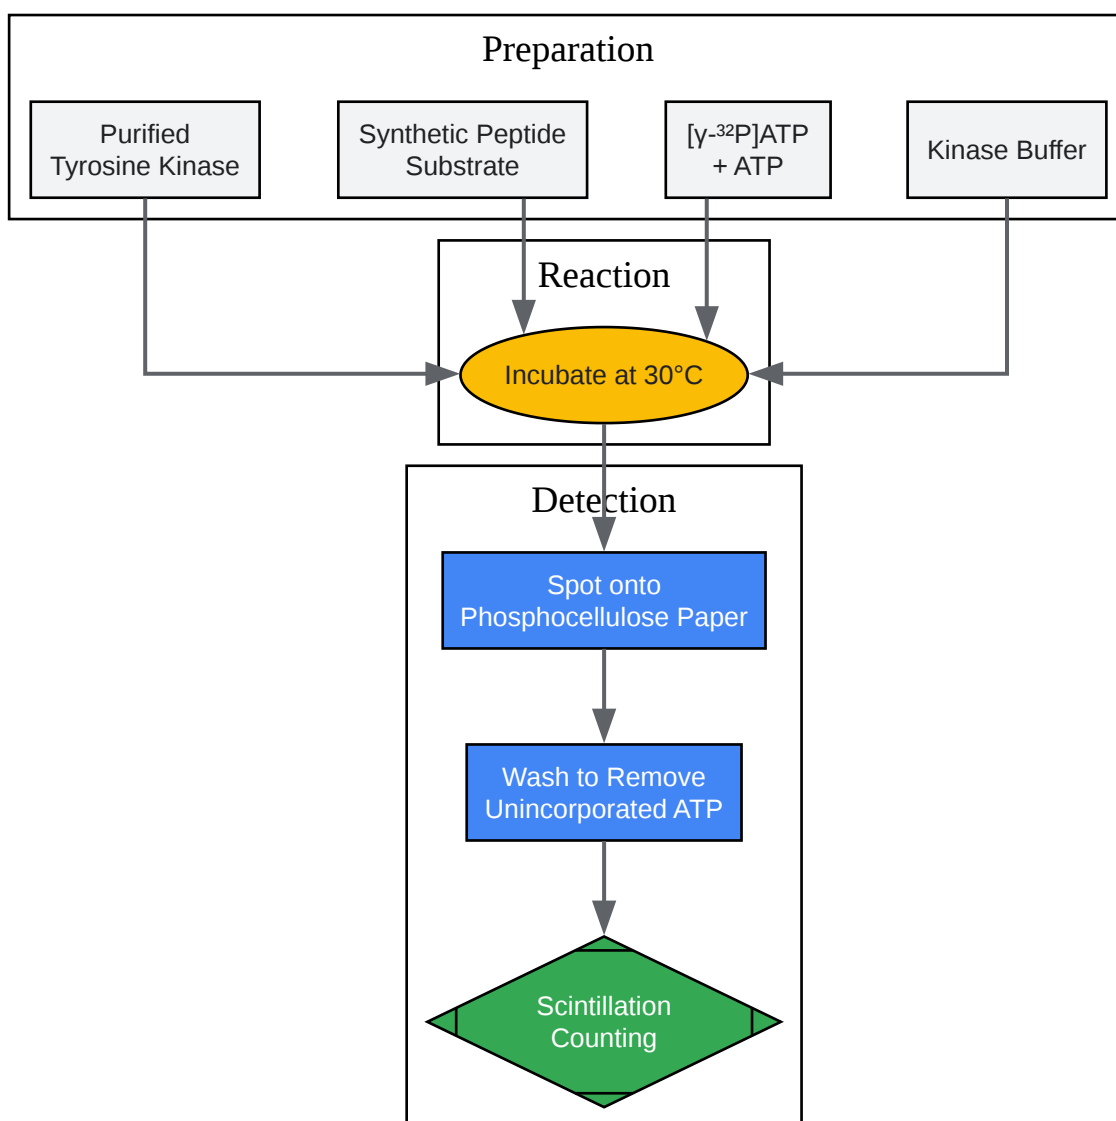 Preparation
Purified
Tyrosine Kinase
Synthetic Peptide
Substrate
[γ-³²P]ATP
+ ATP
Kinase Buffer
Reaction
Incubate at 30°C
Detection
Spot onto
Phosphocellulose Paper
Wash to Remove
Unincorporated ATP
Scintillation
Counting